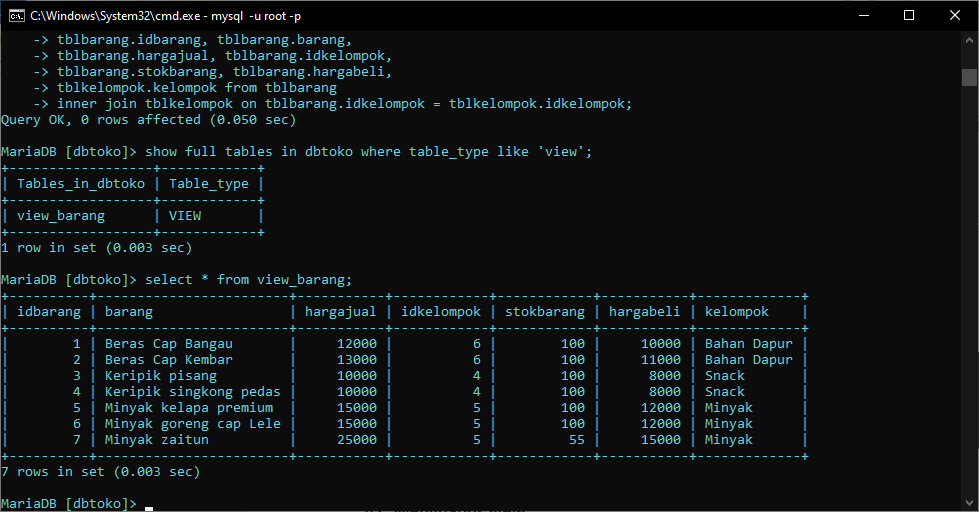 C:\Windows\System32\cmd.exe - mysql  -u root -p
    -> tblbarang.idbarang, tblbarang.barang,
    -> tblbarang.hargajual, tblbarang.idkelompok,
    -> tblbarang.stokbarang, tblbarang.hargabeli,
    -> tblkelompok.kelompok from tblbarang
    -> inner join tblkelompok on tblbarang.idkelompok = tblkelompok.idkelompok;
Query OK, 0 rows affected (0.050 sec)

MariaDB [dbtoko]> show full tables in dbtoko where table_type like 'view';
+------------------+------------+
| Tables_in_dbtoko | Table_type |
+------------------+------------+
| view_barang      | VIEW       |
+------------------+------------+
1 row in set (0.003 sec)

MariaDB [dbtoko]> select * from view_barang;
+----------+------------------------+-----------+------------+------------+-----------+-------------+
| idbarang | barang                 | hargajual | idkelompok | stokbarang | hargabeli | kelompok    |
+----------+------------------------+-----------+------------+------------+-----------+-------------+
|        1 | Beras Cap Bangau       |     12000 |          6 |        100 |     10000 | Bahan Dapur |
|        2 | Beras Cap Kembar       |     13000 |          6 |        100 |     11000 | Bahan Dapur |
|        3 | Keripik pisang         |     10000 |          4 |        100 |      8000 | Snack       |
|        4 | Keripik singkong pedas |     10000 |          4 |        100 |      8000 | Snack       |
|        5 | Minyak kelapa premium  |     15000 |          5 |        100 |     12000 | Minyak      |
|        6 | Minyak goreng cap Lele |     15000 |          5 |        100 |     12000 | Minyak      |
|        7 | Minyak zaitun          |     25000 |          5 |         55 |     15000 | Minyak      |
+----------+------------------------+-----------+------------+------------+-----------+-------------+
7 rows in set (0.003 sec)

MariaDB [dbtoko]>